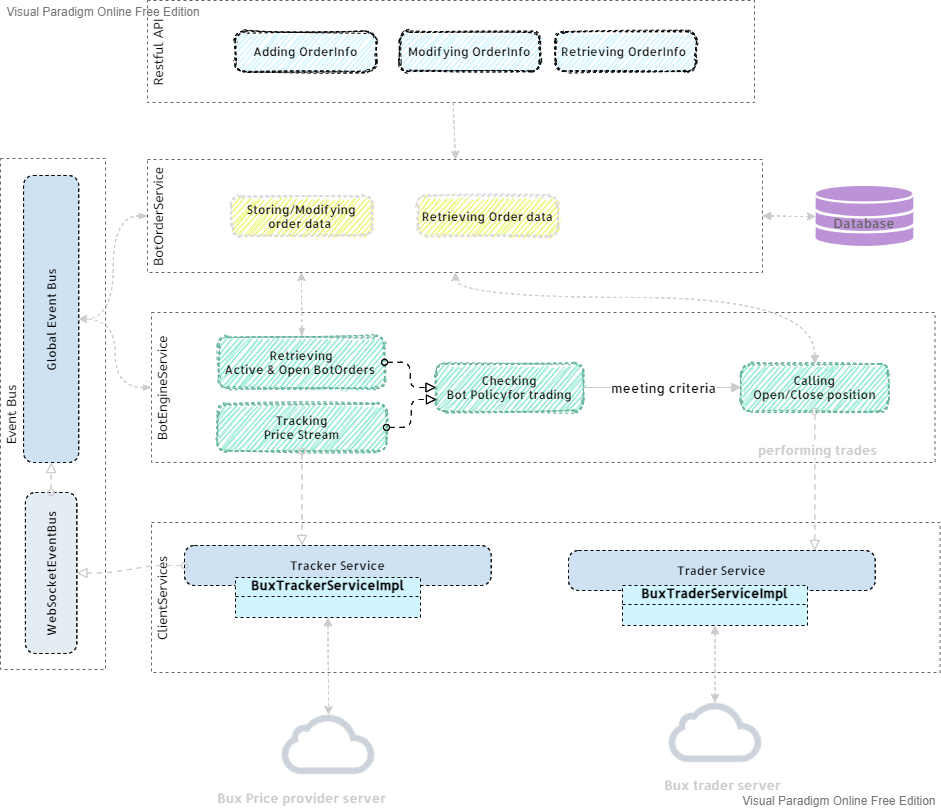 Visual Paradigm Online Free Edition
Restful API
Adding OrderInfo
Modifying OrderInfo
Retrieving OrderInfo
BotOrderService
Storing/Modifying
order data
Retrieving Order data
Database
Event Bus
Global Event Bus
WebSocketEventBus
BotEngineService
Retrieving
Active & Open BotOrders
Tracking
Price Stream
Checking
Bot Policyfor trading
meeting criteria
Calling
Open/Close position
performing trades
ClientServices
Tracker Service
BuxTrackerServiceImpl
Trader Service
BuxTraderServiceImpl
Bux Price provider server
Bux trader server
Visual Paradigm Online Free Edition